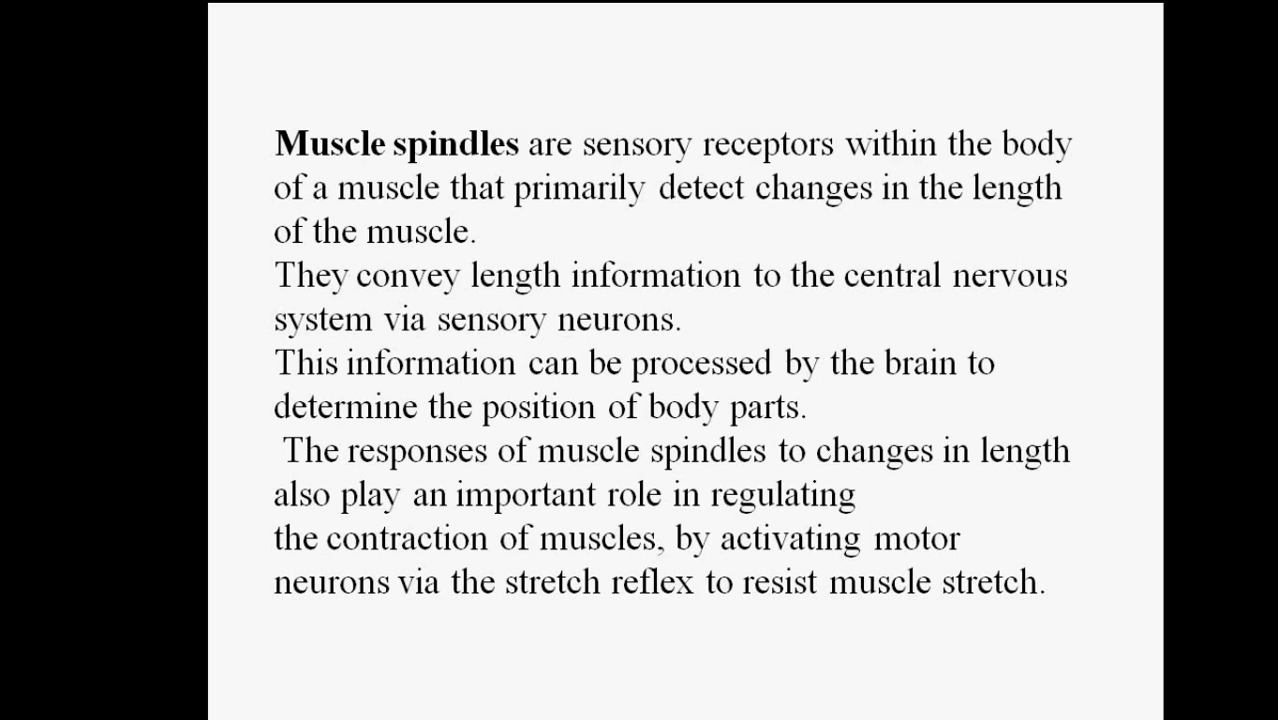 Muscle spindles are sensory receptors within the body
of a muscle that primarily detect changes in the length
of the muscle.
They convey length information to the central nervous
system via sensory neurons.
This information can be processed by the brain to
determine the position of body parts.
The responses of muscle spindles to changes in length
also play an important role in regulating
the contraction of muscles, by activating motor
neurons via the stretch reflex to resist muscle stretch.